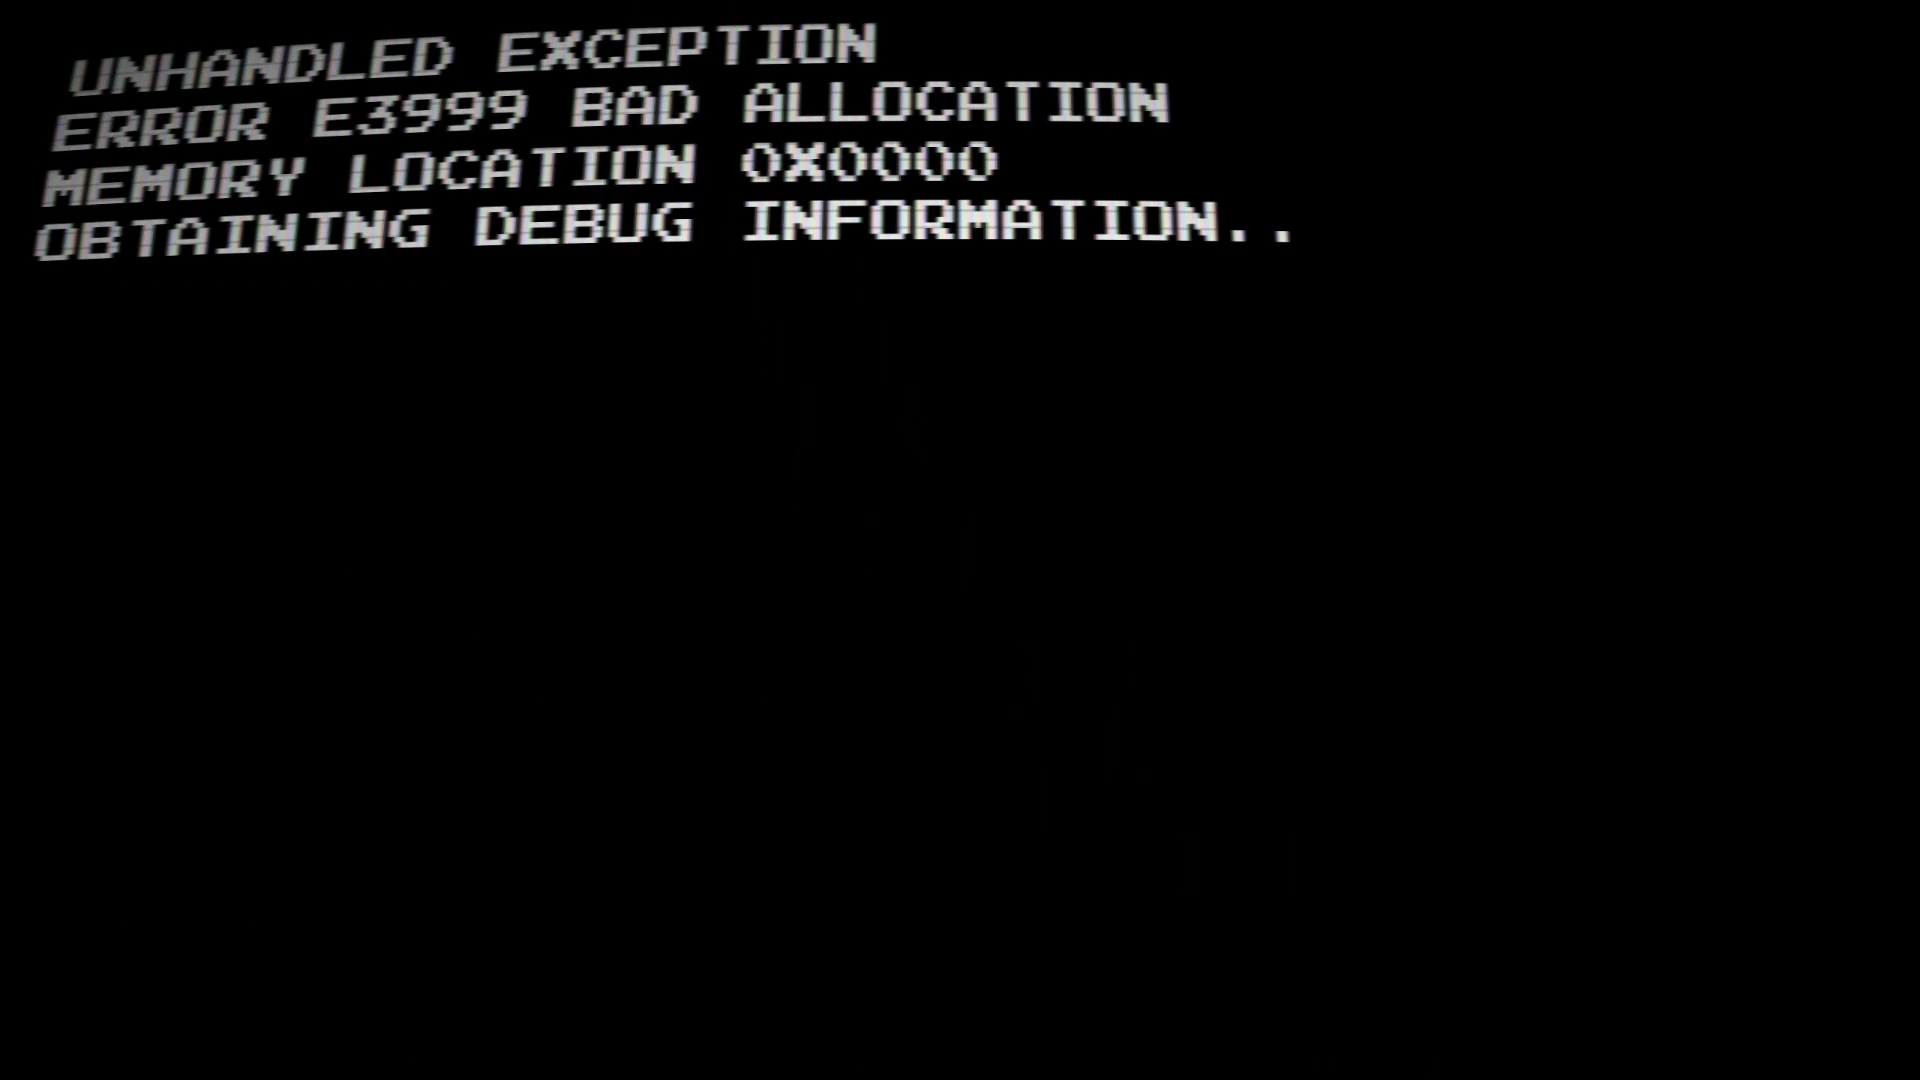 UNHANDLED EXCEPTION
ERROR E3999 BAD ALLOCATION
MEMORY LOCATION 0X0000
OBTAINING DEBUG INFORMATION..